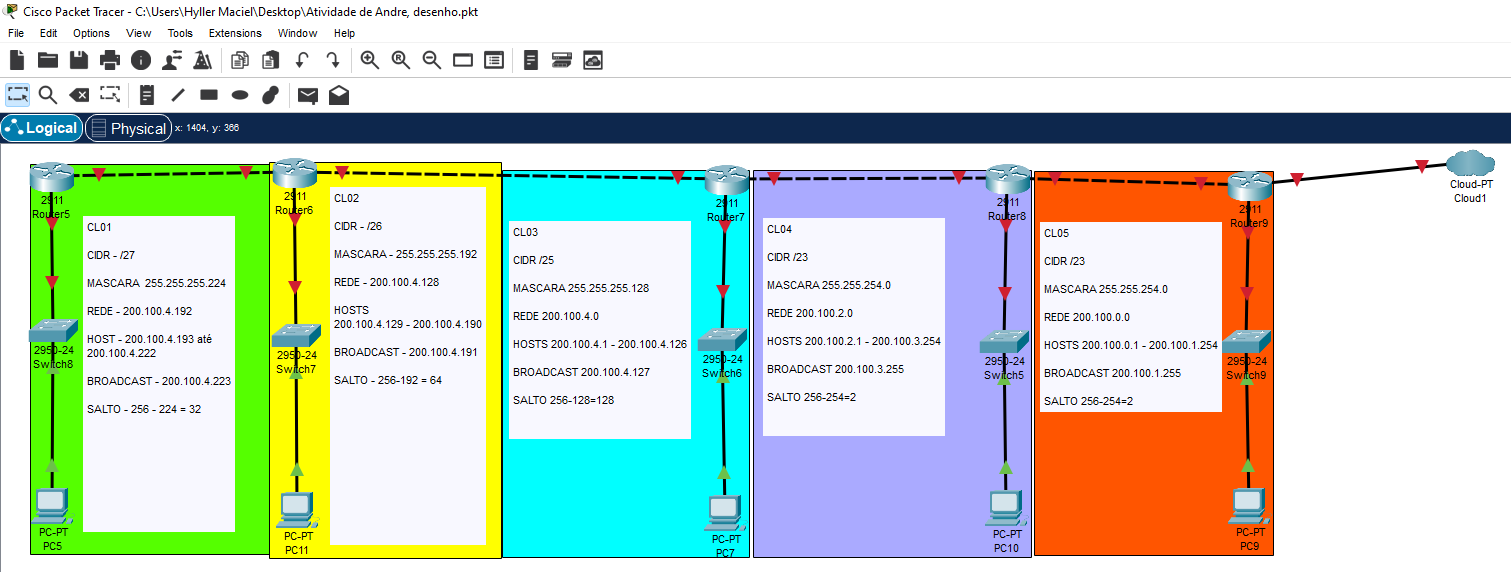 Cisco Packet Tracer - C:\Users\Hyller Maciel\Desktop\Atividade de Andre, desenho.pkt
File Edit Options View Tools Extensions Window Help
Logical Physical x: 1404, y: 366
2911
Router5
CL01
CIDR - /27
MASCARA 255.255.255.224
REDE - 200.100.4.192
HOST - 200.100.4.193 até
200.100.4.222
BROADCAST - 200.100.4.223
SALTO - 256 - 224 = 32
2950-24
Switch8
PC-PT
PC5
2911
Router6
CL02
CIDR - /26
MASCARA - 255.255.255.192
REDE - 200.100.4.128
HOSTS
200.100.4.129 - 200.100.4.190
BROADCAST - 200.100.4.191
SALTO - 256-192 = 64
2950-24
Switch7
PC-PT
PC11
2911
Router7
CL03
CIDR /25
MASCARA 255.255.255.128
REDE 200.100.4.0
HOSTS 200.100.4.1 - 200.100.4.126
BROADCAST 200.100.4.127
SALTO 256-128=128
2950-24
Switch6
PC-PT
PC7
2911
Router8
CL04
CIDR /23
MASCARA 255.255.254.0
REDE 200.100.2.0
HOSTS 200.100.2.1 - 200.100.3.254
BROADCAST 200.100.3.255
SALTO 256-254=2
2950-24
Switch5
PC-PT
PC10
2911
Router9
CL05
CIDR /23
MASCARA 255.255.254.0
REDE 200.100.0.0
HOSTS 200.100.0.1 - 200.100.1.254
BROADCAST 200.100.1.255
SALTO 256-254=2
2950-24
Switch9
PC-PT
PC9
Cloud-PT
Cloud1